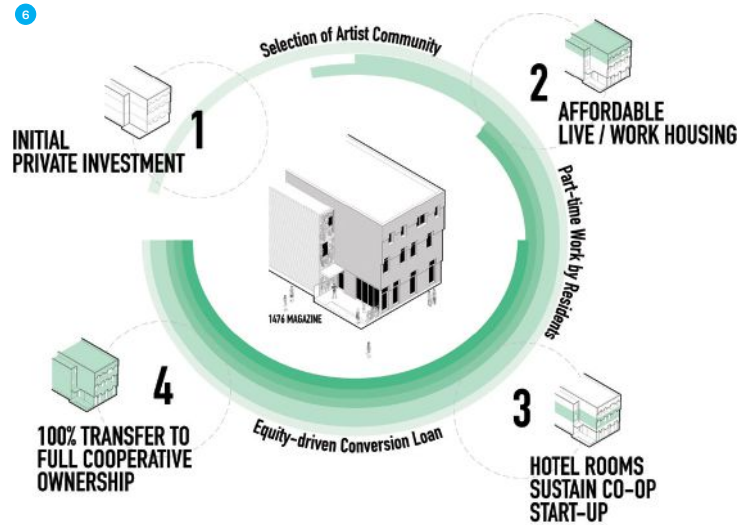 6
Selection of Artist Community
1
INITIAL
PRIVATE INVESTMENT
2
AFFORDABLE
LIVE / WORK HOUSING
Part-time Work by Residents
1476 MAGAZINE
3
HOTEL ROOMS
SUSTAIN CO-OP
START-UP
Equity-driven Conversion Loan
4
100% TRANSFER TO
FULL COOPERATIVE
OWNERSHIP